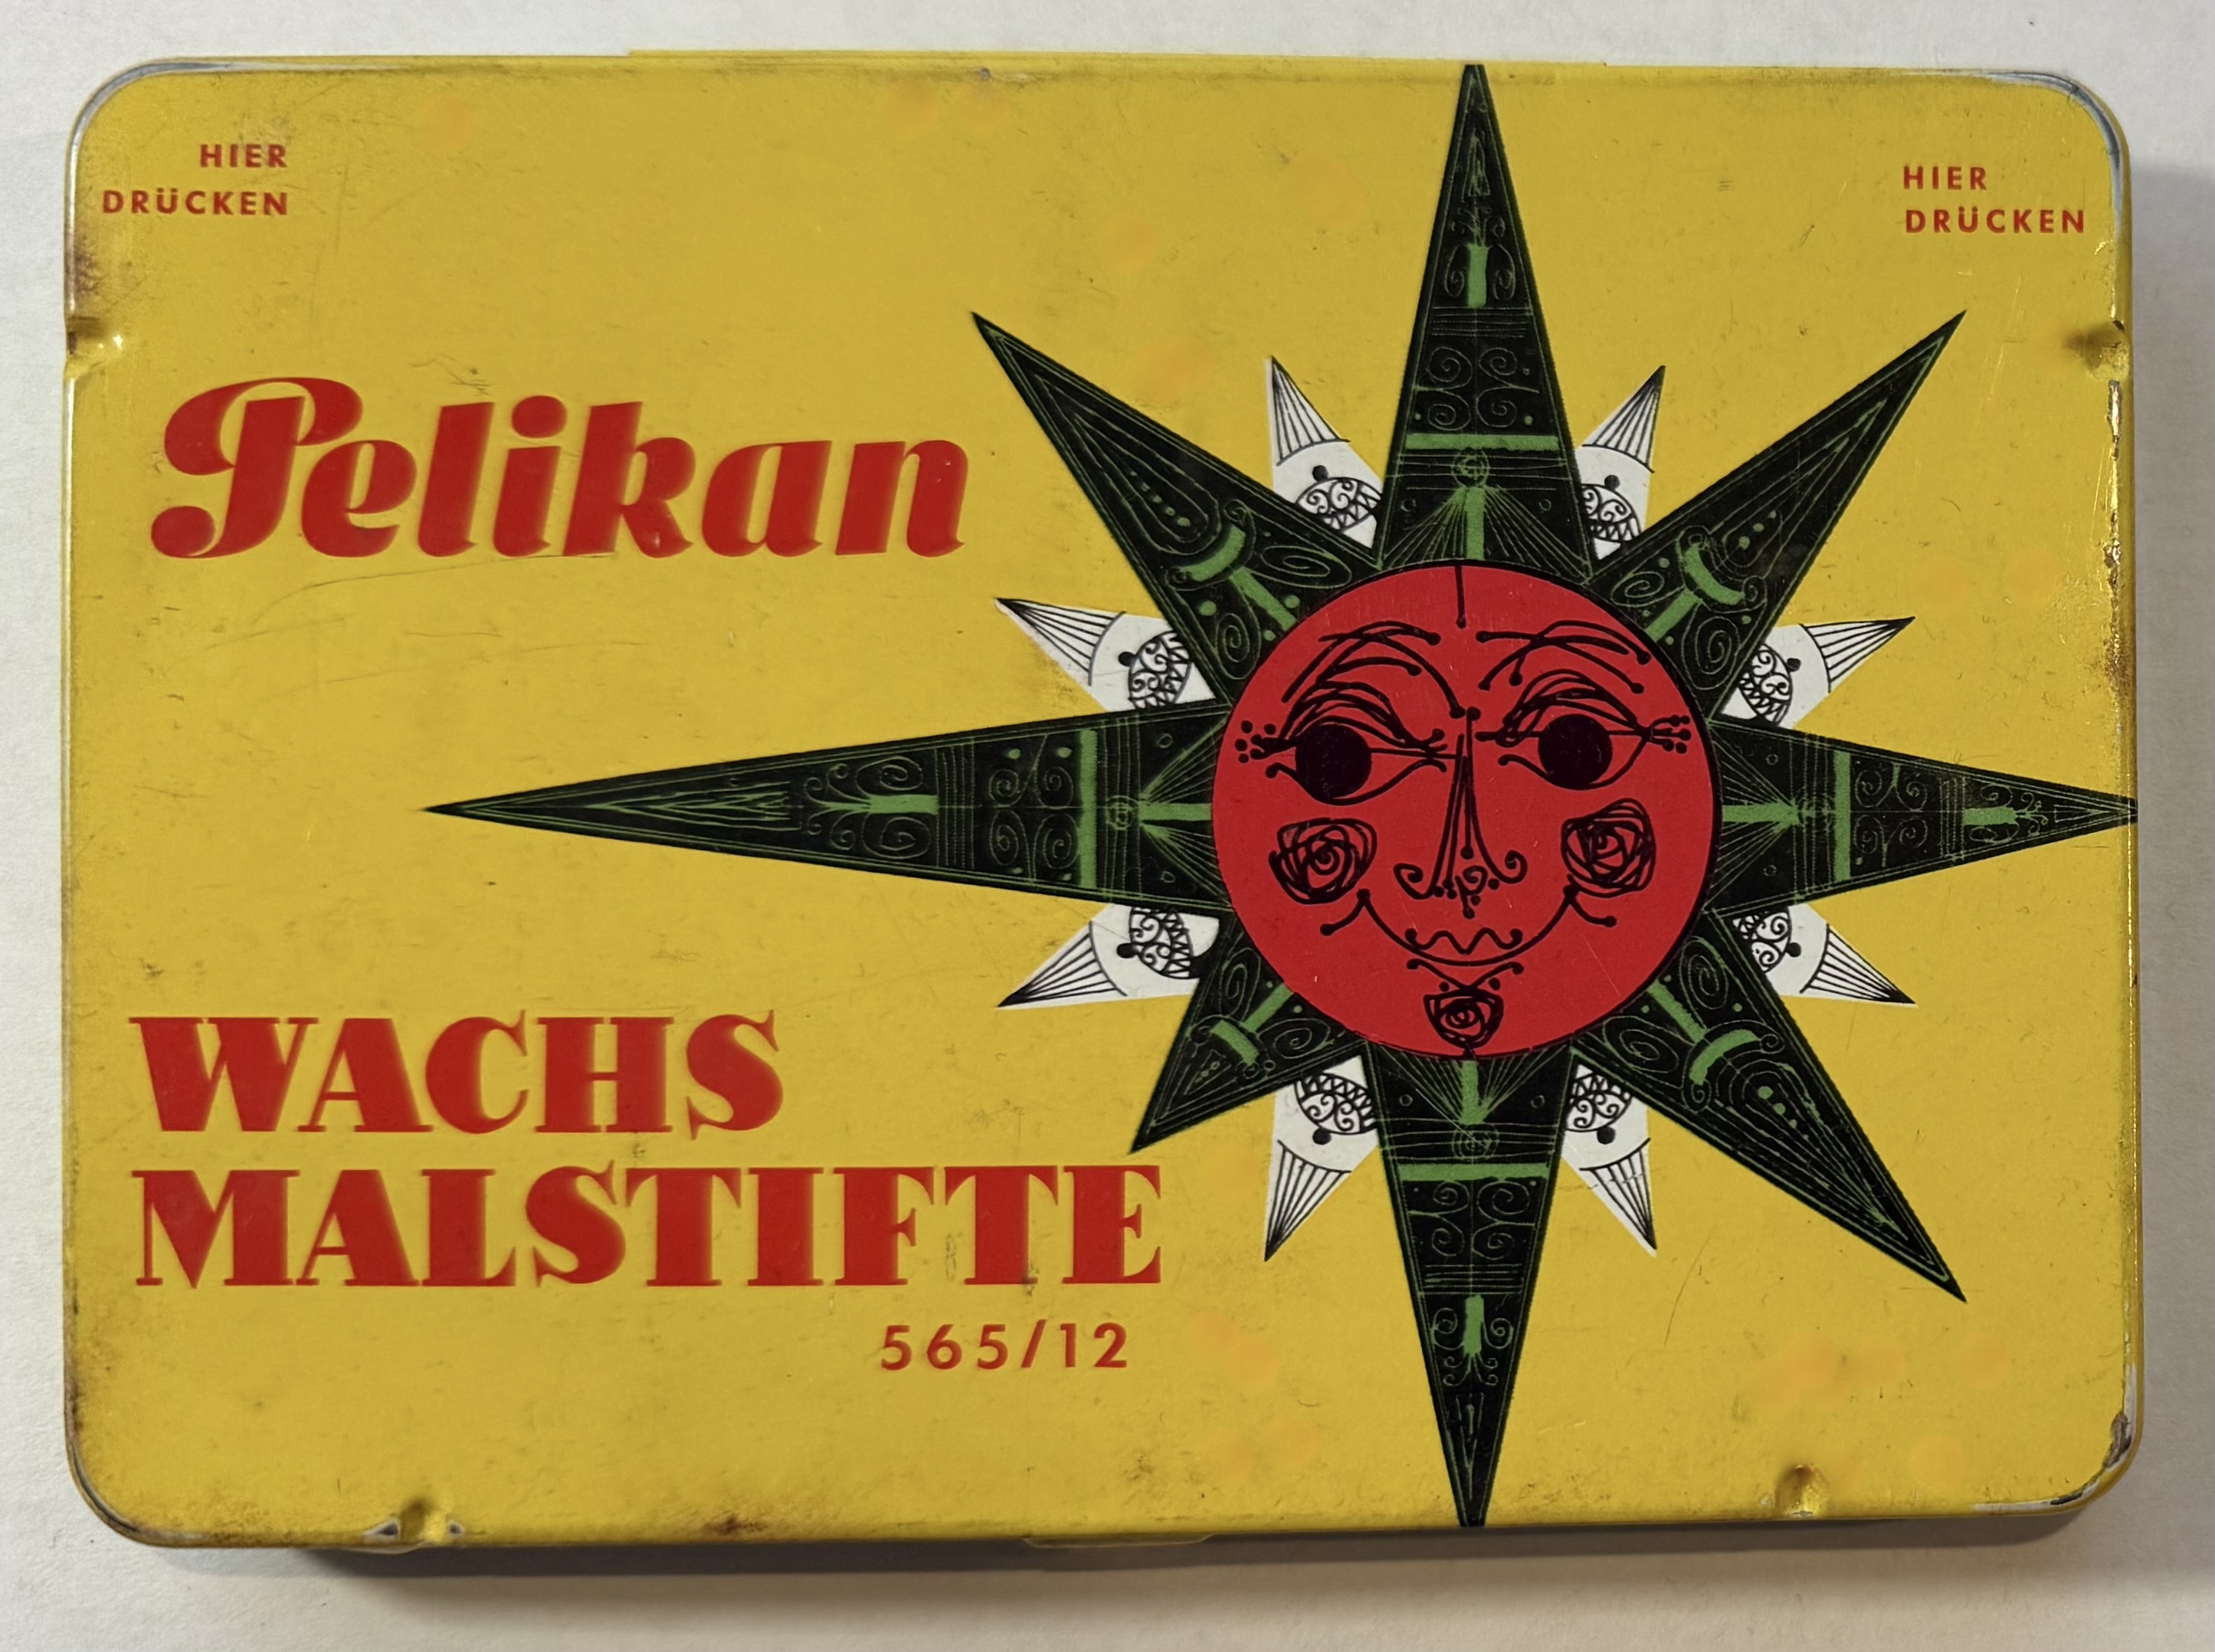 HIER
DRÜCKEN
HIER
DRÜCKEN
Pelikan
WACHS
MALSTIFTE
565/12